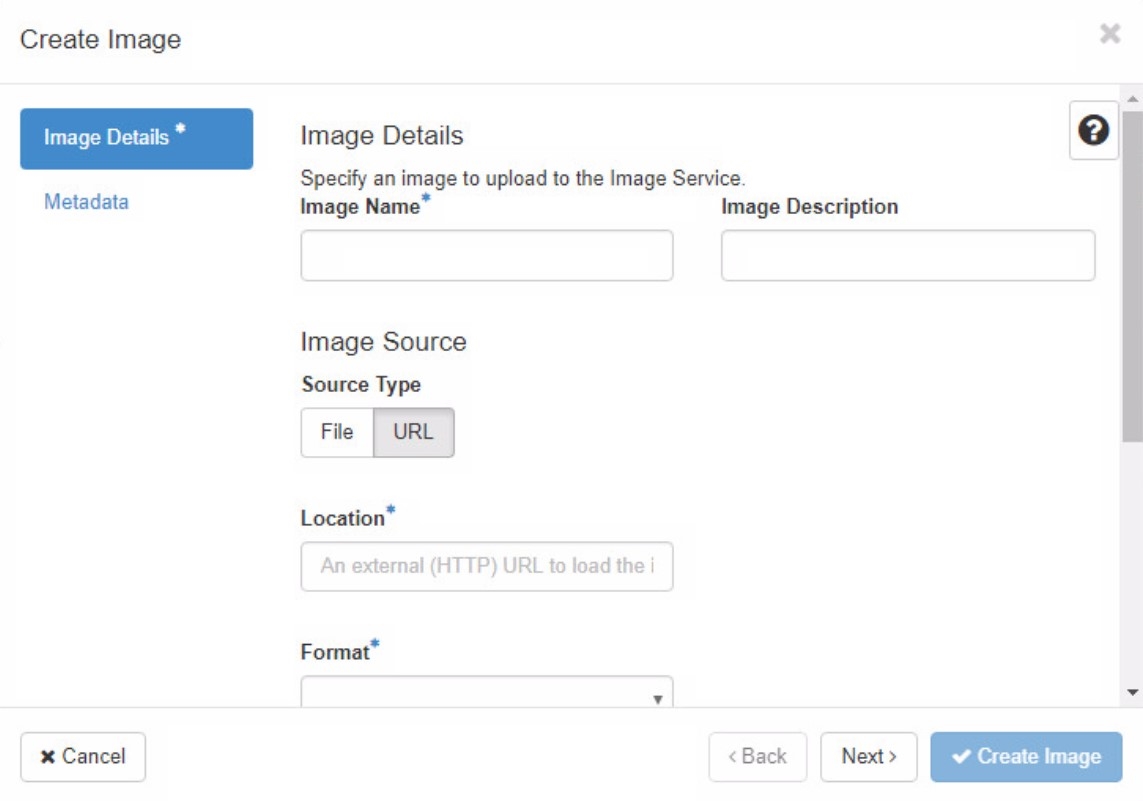 Create Image
Image Details *
Metadata
Image Details
Specify an image to upload to the Image Service.
Image Name* Image Description
Image Source
Source Type
File URL
Location*
An external (HTTP) URL to load the i
Format*
Cancel < Back Next > Create Image